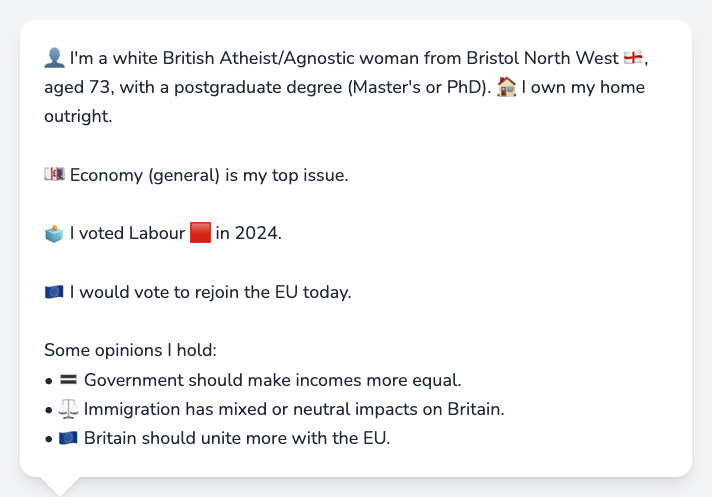 👤 I'm a white British Atheist/Agnostic woman from Bristol North West 🏴󠁧󠁢󠁥󠁮󠁧󠁿,
aged 73, with a postgraduate degree (Master's or PhD). 🏠 I own my home
outright.
💷 Economy (general) is my top issue.
🗳️ I voted Labour 🟥 in 2024.
🇪🇺 I would vote to rejoin the EU today.
Some opinions I hold:
• 🟰 Government should make incomes more equal.
• ⚖️ Immigration has mixed or neutral impacts on Britain.
• 🇪🇺 Britain should unite more with the EU.